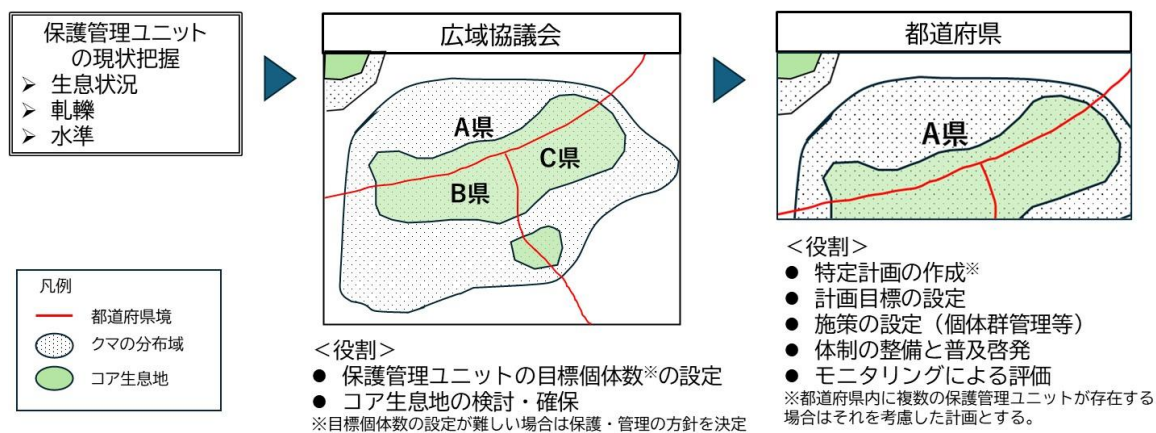 保護管理ユニット
の現状把握
➢ 生息状況
➢ 軋轢
➢ 水準
広域協議会
A県
C県
B県
<役割>
● 保護管理ユニットの目標個体数※の設定
● コア生息地の検討・確保
※目標個体数の設定が難しい場合は保護・管理の方針を決定
都道府県
A県
<役割>
● 特定計画の作成※
● 計画目標の設定
● 施策の設定（個体群管理等）
● 体制の整備と普及啓発
● モニタリングによる評価
※都道府県内に複数の保護管理ユニットが存在する
場合はそれを考慮した計画とする。
凡例
都道府県境
クマの分布域
コア生息地